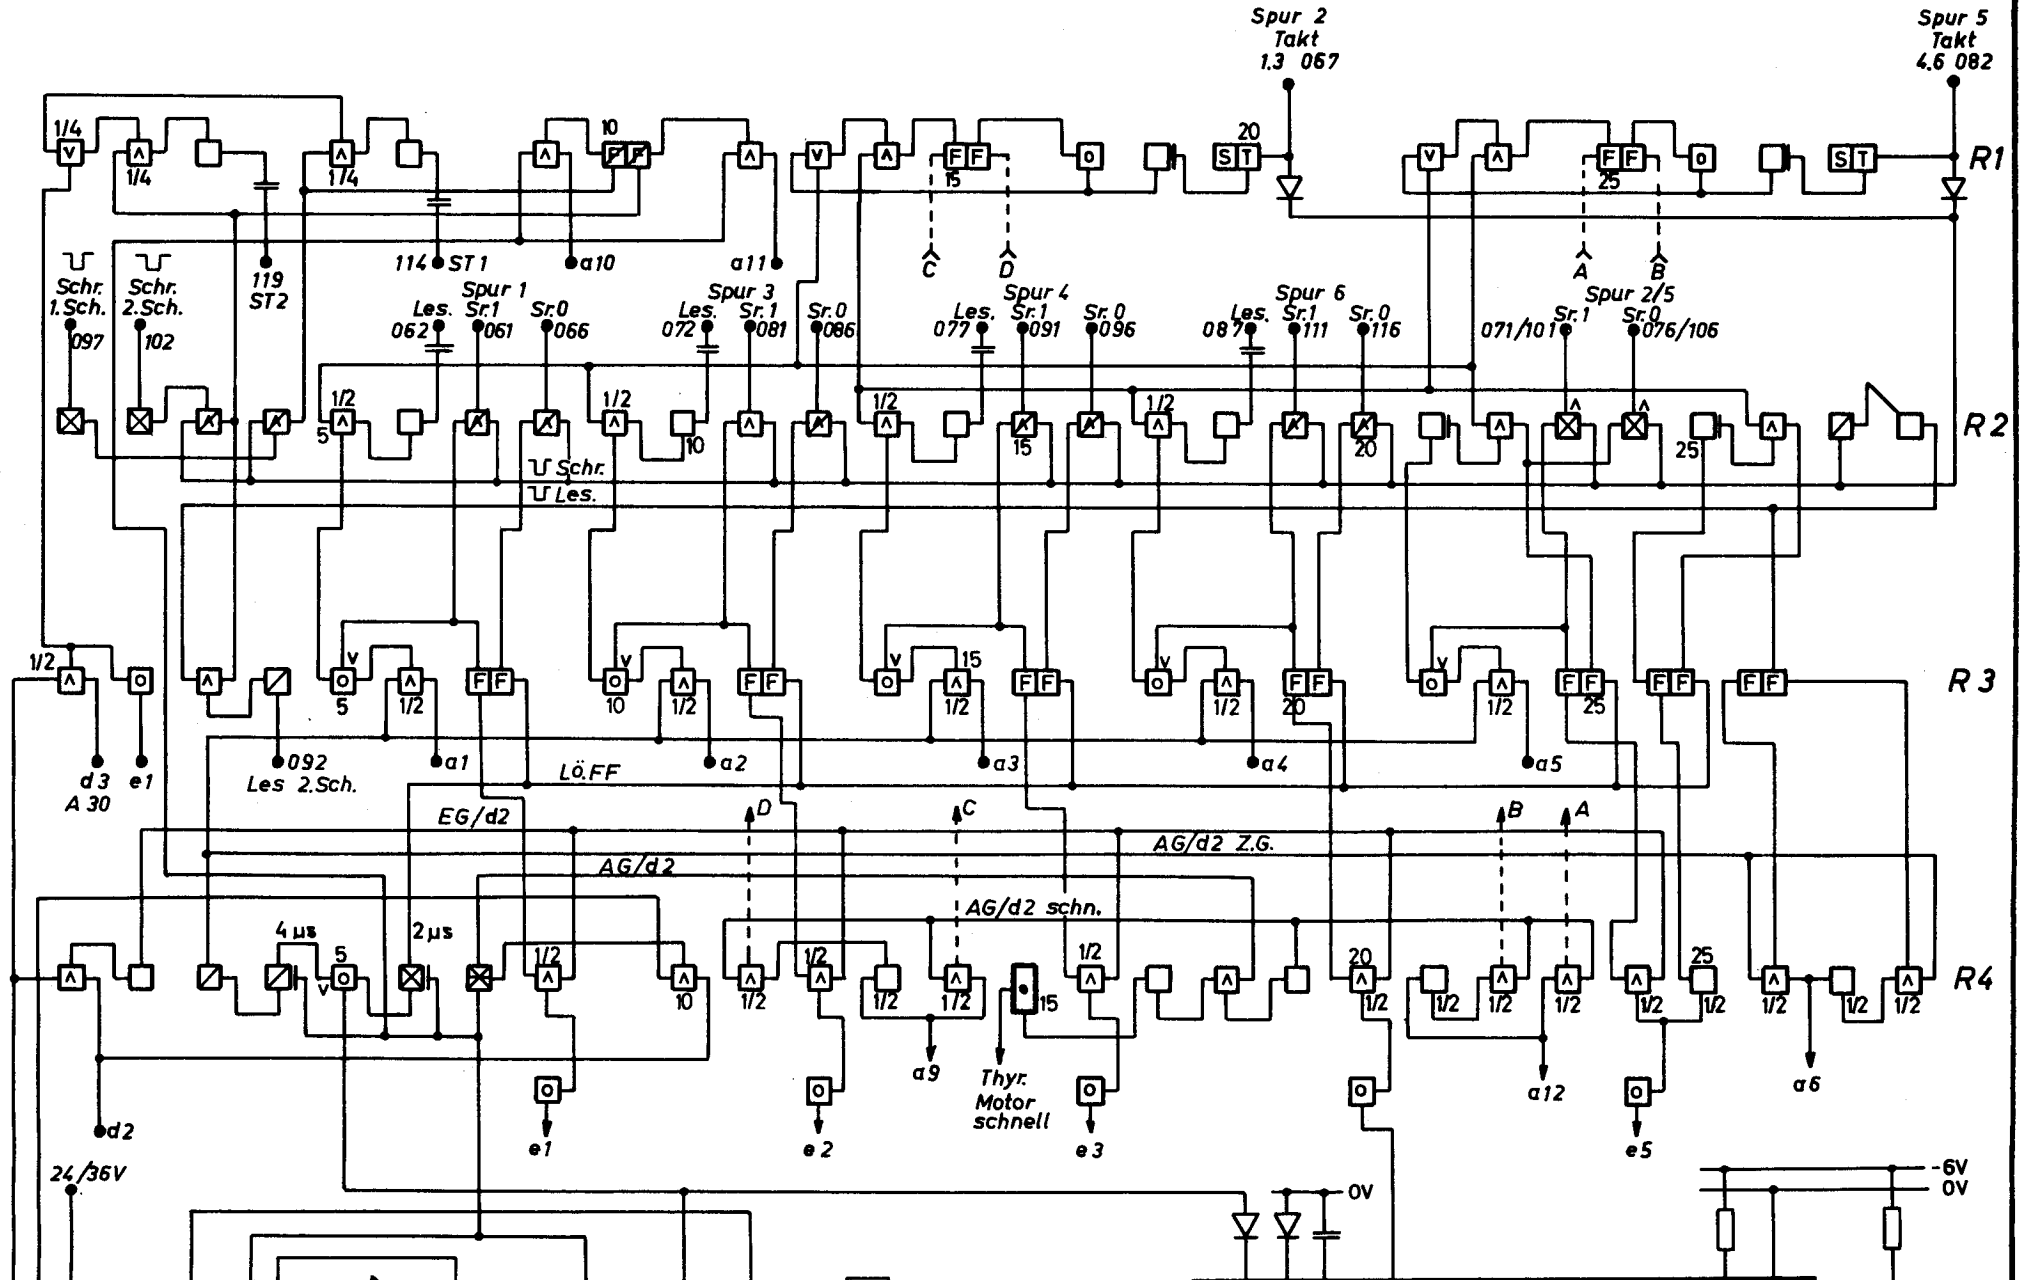 Spur 2
Takt
1.3 067
Spur 5
Takt
4.6 082
1/4 V Λ 1/4 Λ 1/4 Λ 10 F F Λ V Λ F F 15 O 20 S T V Λ F F 25 O S T R1
119
ST2
114 ST1
a10
a11
C D
A B
Schr.
1.Sch.
097
Schr.
2.Sch.
102
Spur 1
Les. Sr.1 Sr.0
062 061 066
Spur 3
Les. Sr.1 Sr.0
072 081 086
Spur 4
Les. Sr.1 Sr.0
077 091 096
Spur 6
Les. Sr.1 Sr.0
087 111 116
Spur 2/5
Sr.1 Sr.0
071/101 076/106
1/2 5 Λ 1/2 Λ 10 Λ 1/2 Λ 15 1/2 Λ 20 Λ Λ Λ 25 Λ R2
Schr.
Les.
1/2 Λ O Λ V O 5 Λ 1/2 F F V O 10 Λ 1/2 F F V O 15 Λ 1/2 F F V O Λ 1/2 F F 20 V O Λ 1/2 F F 25 F F F F R3
d3
A 30
e1
092
Les 2.Sch.
a1
a2
a3
a4
a5
Lö.FF
EG/d2
D C B A
AG/d2 Z.G.
AG/d2
AG/d2 schn.
4 µs 2 µs
Λ 5 V O 1/2 Λ Λ 10 Λ 1/2 1/2 Λ 1/2 Λ 1/2 15 1/2 Λ Λ 20 Λ 1/2 1/2 Λ 1/2 Λ 1/2 Λ 1/2 25 1/2 Λ 1/2 1/2 Λ 1/2 R4
a9
Thyr.
Motor
schnell
a12
a6
O O O O O
d2
e1
e2
e3
e5
24/36V
0V
-6V
0V